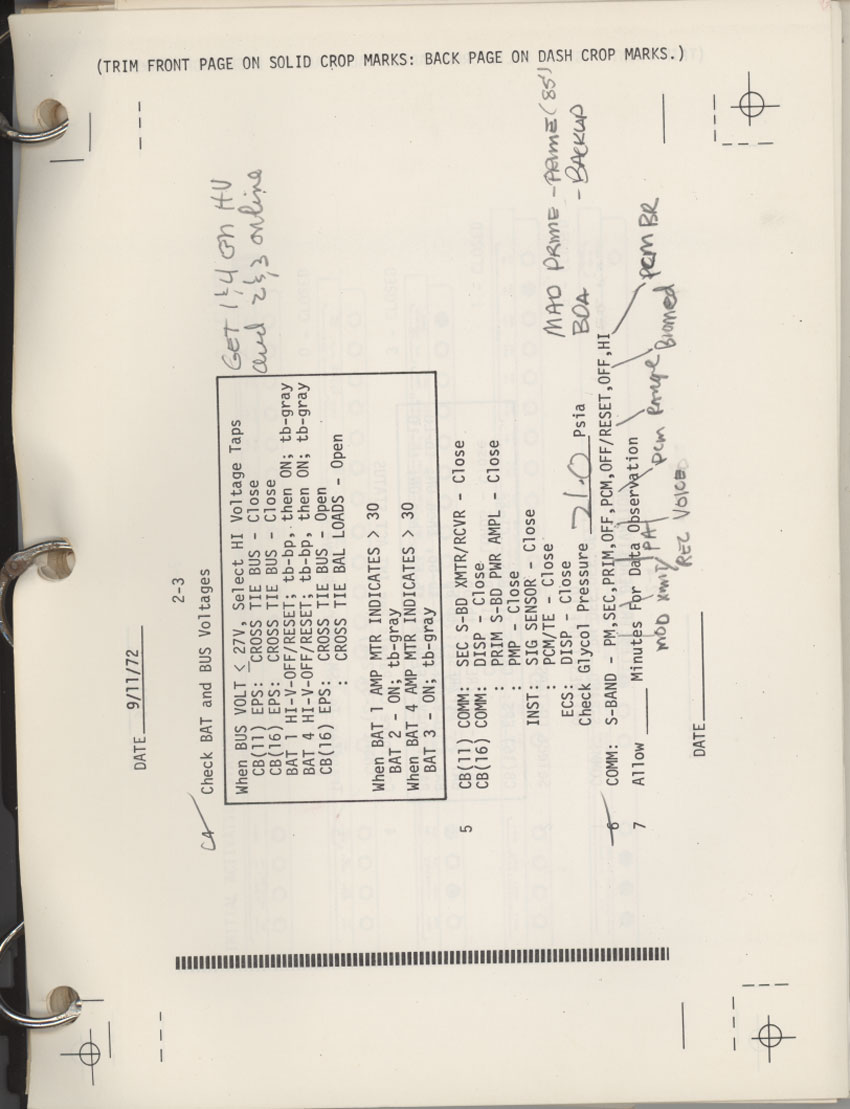 (TRIM FRONT PAGE ON SOLID CROP MARKS: BACK PAGE ON DASH CROP MARKS.)
DATE 9/11/72
2-3
Check BAT and BUS Voltages
GET 1&4 on HV
and 2&3 online
When BUS VOLT < 27V, Select HI Voltage Taps
CB(11) EPS: CROSS TIE BUS - Close
CB(16) EPS: CROSS TIE BUS - Close
BAT 1 HI-V-OFF/RESET; tb-bp, then ON; tb-gray
BAT 4 HI-V-OFF/RESET; tb-bp, then ON; tb-gray
CB(16) EPS: CROSS TIE BUS - Open
: CROSS TIE BAL LOADS - Open
When BAT 1 AMP MTR INDICATES > 30
BAT 2 - ON; tb-gray
When BAT 4 AMP MTR INDICATES > 30
BAT 3 - ON; tb-gray
5 CB(11) COMM: SEC S-BD XMTR/RCVR - Close
CB(16) COMM: DISP - Close
: PRIM S-BD PWR AMPL - Close
: PMP - Close
INST: SIG SENSOR - Close
: PCM/TE - Close
ECS: DISP - Close
Check Glycol Pressure 21.0 Psia
MAD PRIME - PRIME (85')
BDA - BACKUP
6 COMM: S-BAND - PM,SEC,PRIM,OFF,PCM,OFF/RESET,OFF,HI
7 Allow ____ Minutes For Data Observation
MOD XMIT/ PA PCM Range Biomed PCM BR
REC VOICE
DATE